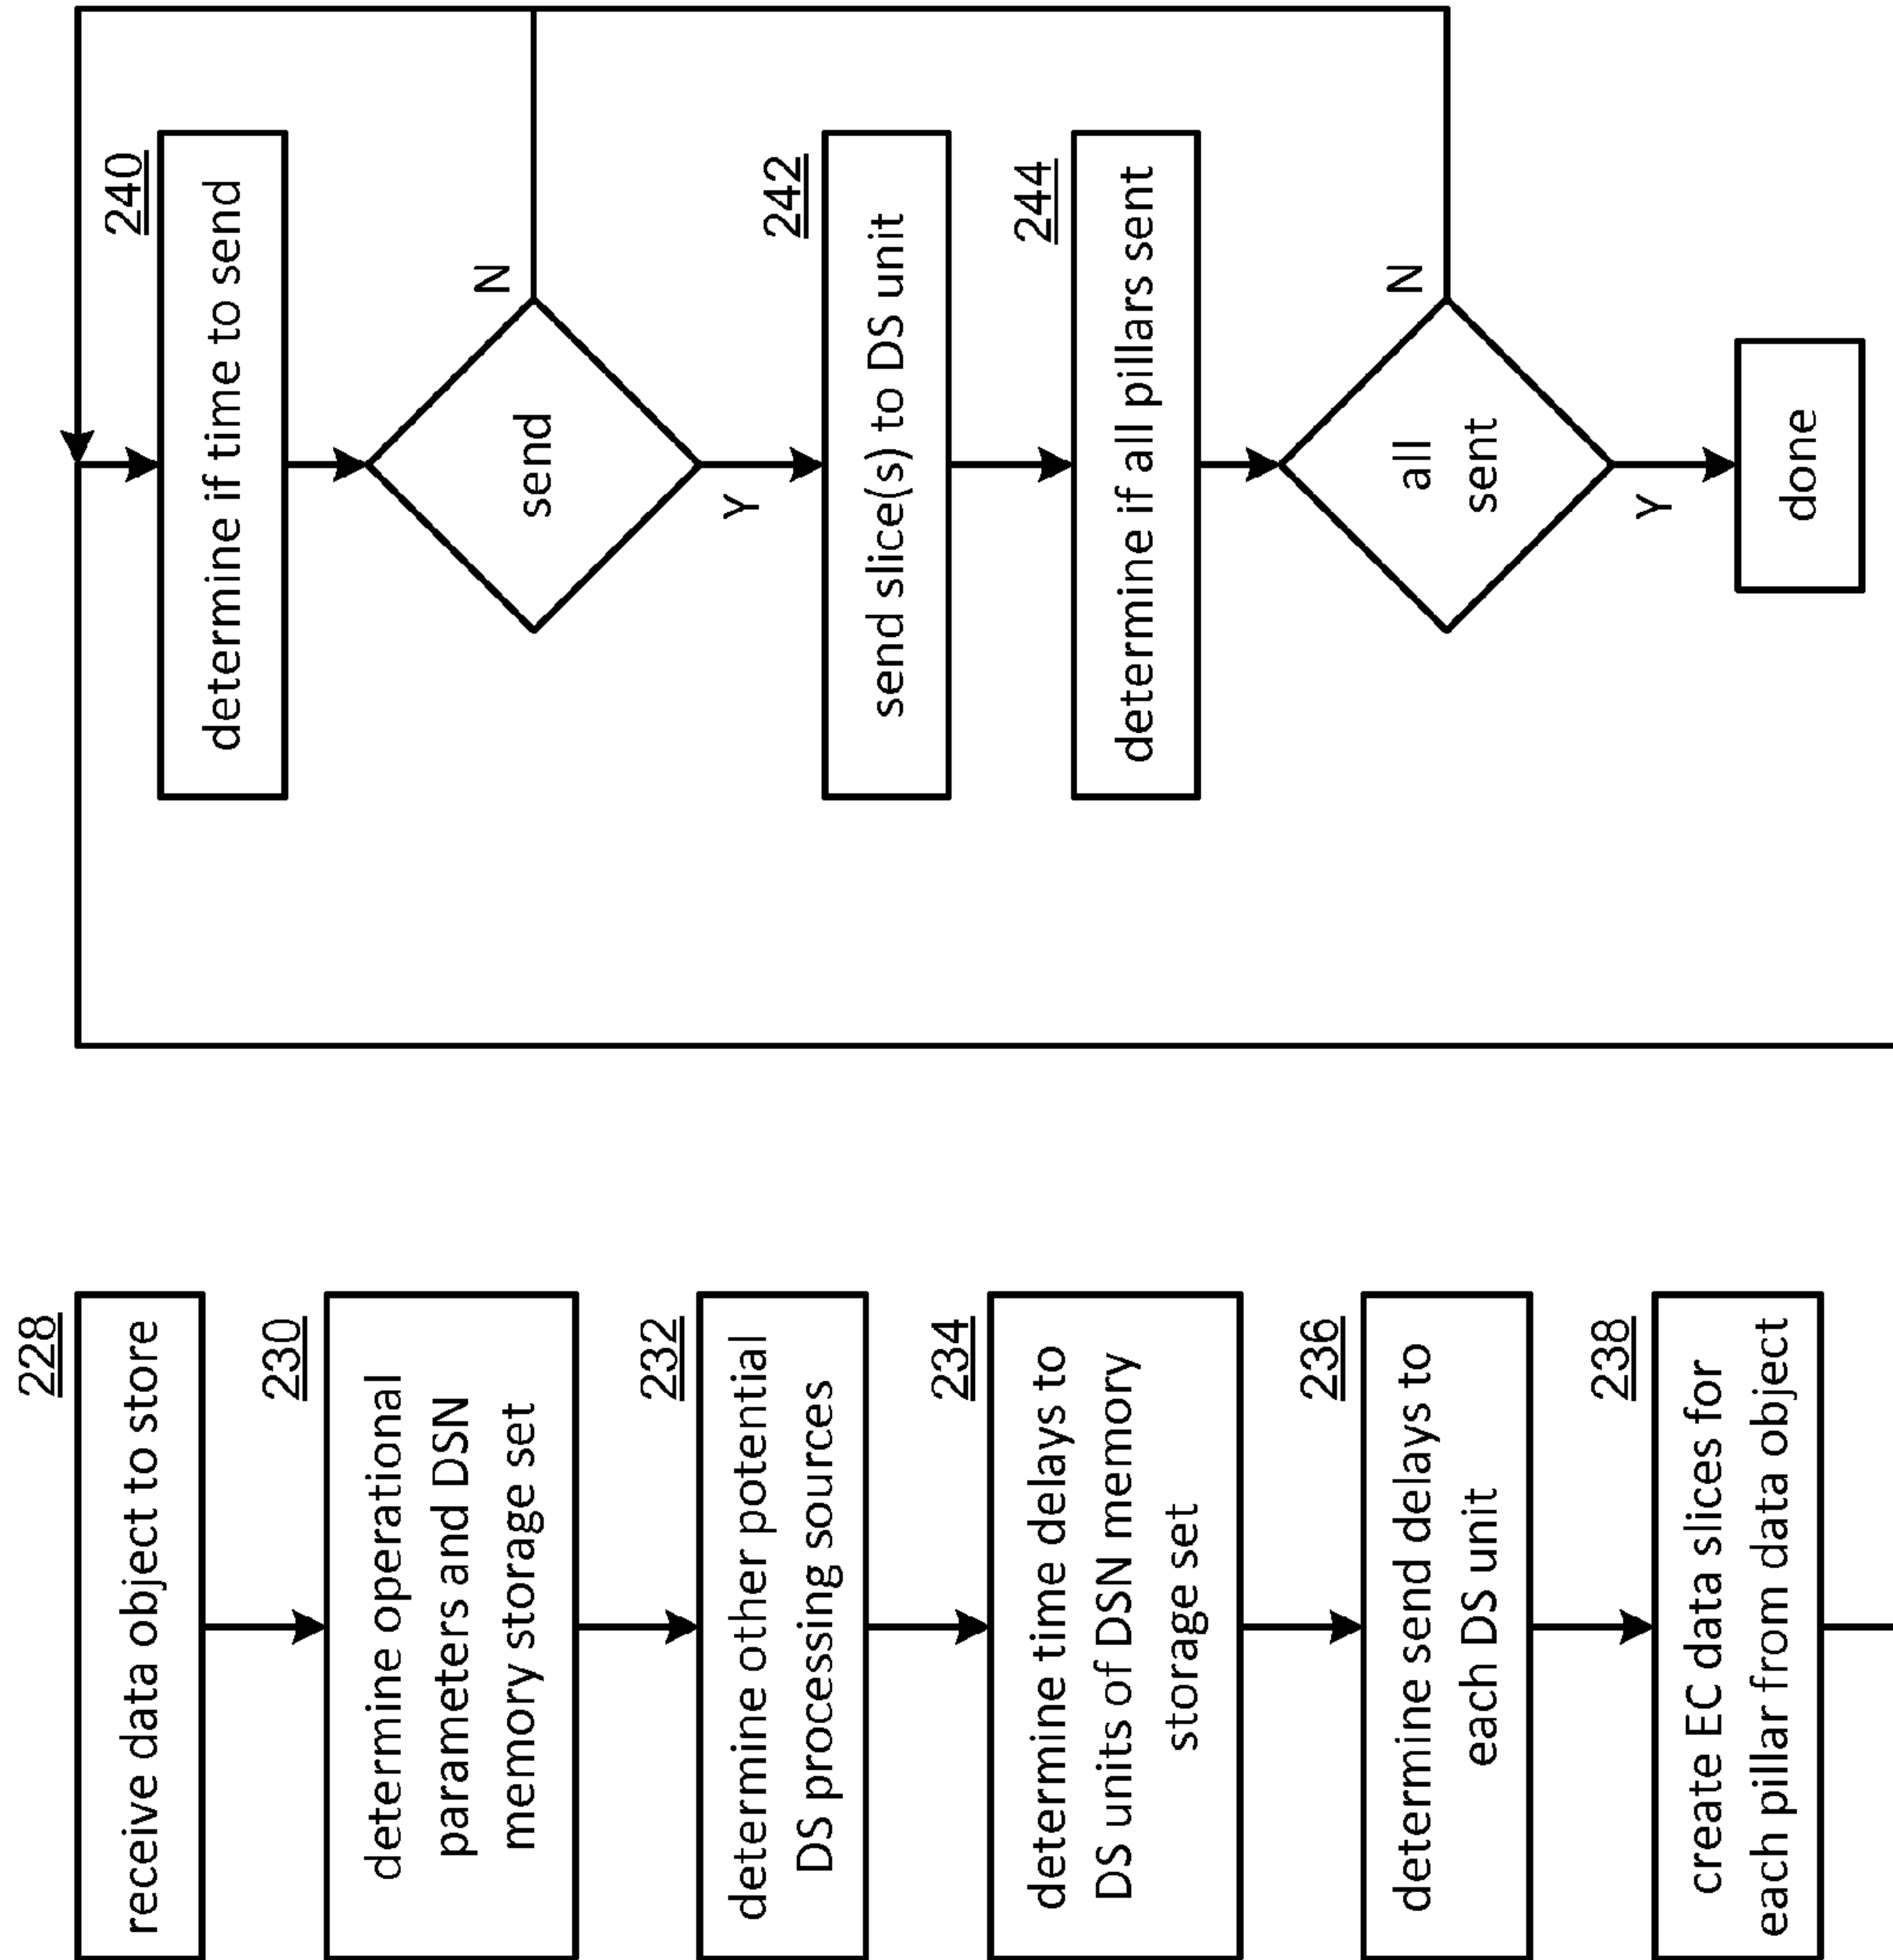 228
receive data object to store
230
determine operational
parameters and DSN
memory storage set
232
determine other potential
DS processing sources
234
determine time delays to
DS units of DSN memory
storage set
236
determine send delays to
each DS unit
238
create EC data slices for
each pillar from data object
240
determine if time to send
send
N
Y
242
send slice(s) to DS unit
244
determine if all pillars sent
all
sent
N
Y
done